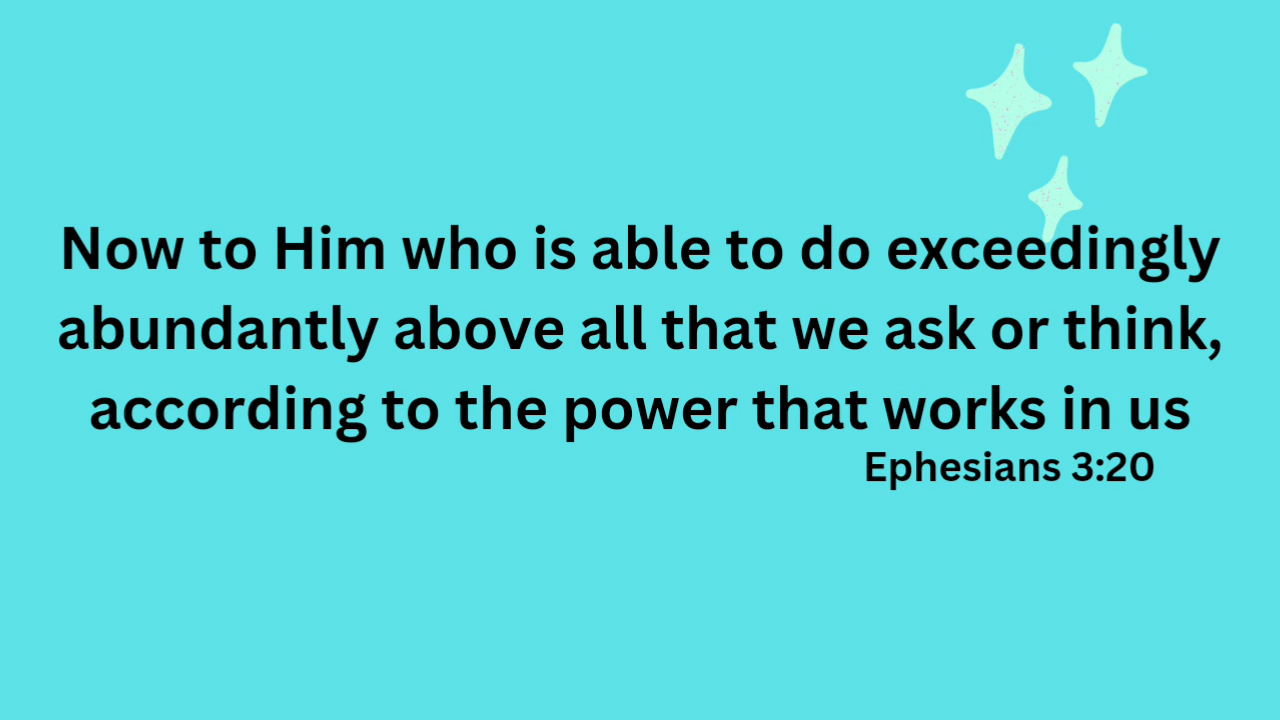 Now to Him who is able to do exceedingly
abundantly above all that we ask or think,
according to the power that works in us
Ephesians 3:20